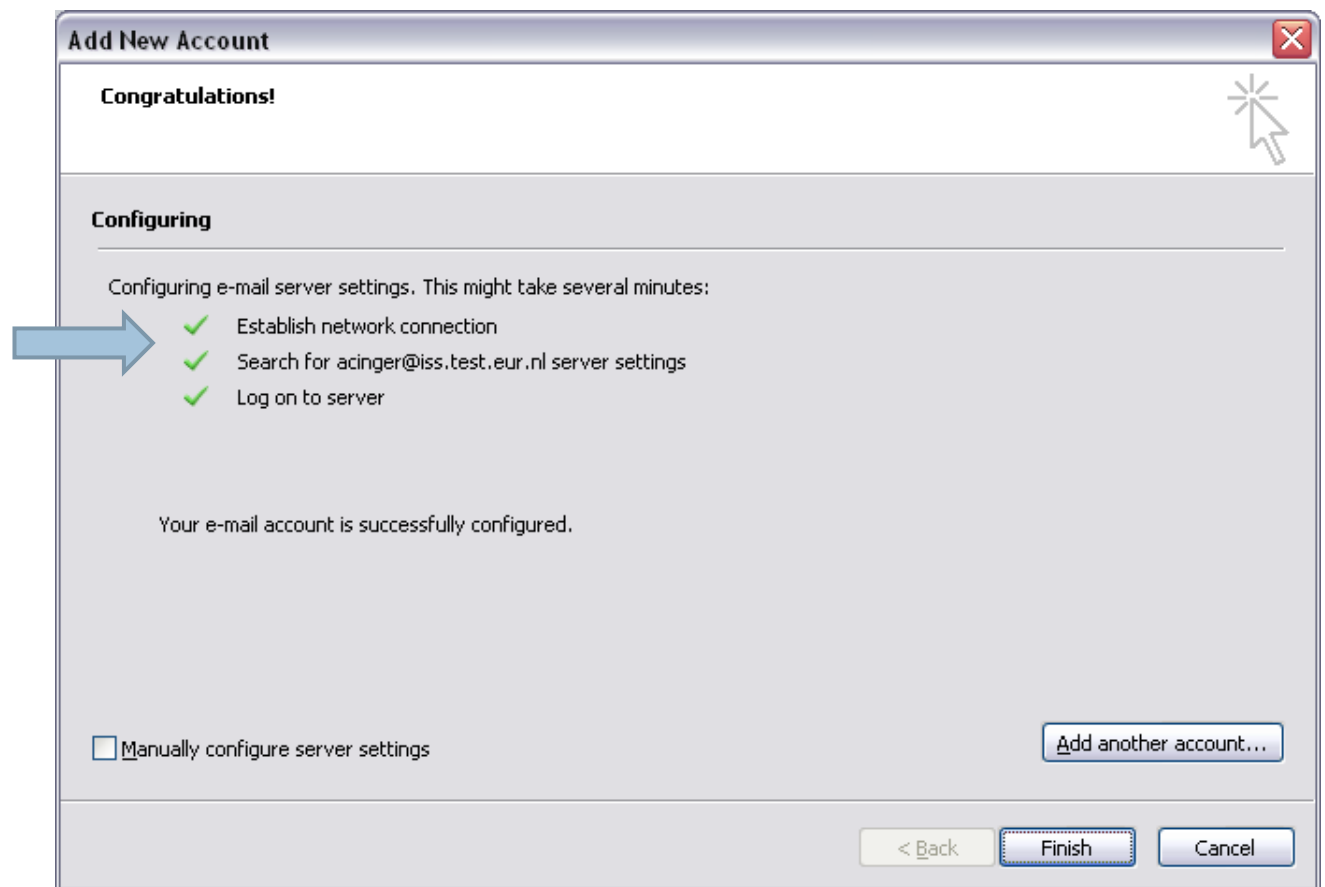 Add New Account
Congratulations!
Configuring
Configuring e-mail server settings. This might take several minutes:
Establish network connection
Search for acinger@iss.test.eur.nl server settings
Log on to server
Your e-mail account is successfully configured.
Manually configure server settings
Add another account...
< Back
Finish
Cancel